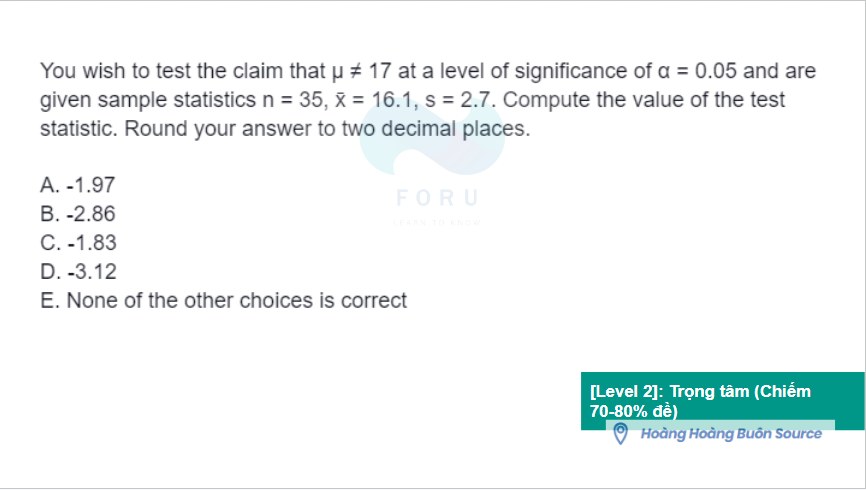 You wish to test the claim that μ ≠ 17 at a level of significance of α = 0.05 and are
given sample statistics n = 35, x̄ = 16.1, s = 2.7. Compute the value of the test
statistic. Round your answer to two decimal places.
A. -1.97
B. -2.86
FORU
C. -1.83
D. -3.12
E. None of the other choices is correct
[Level 2]: Trọng tâm (Chiếm
70-80% đề)
Hoàng Hoàng Buồn Source